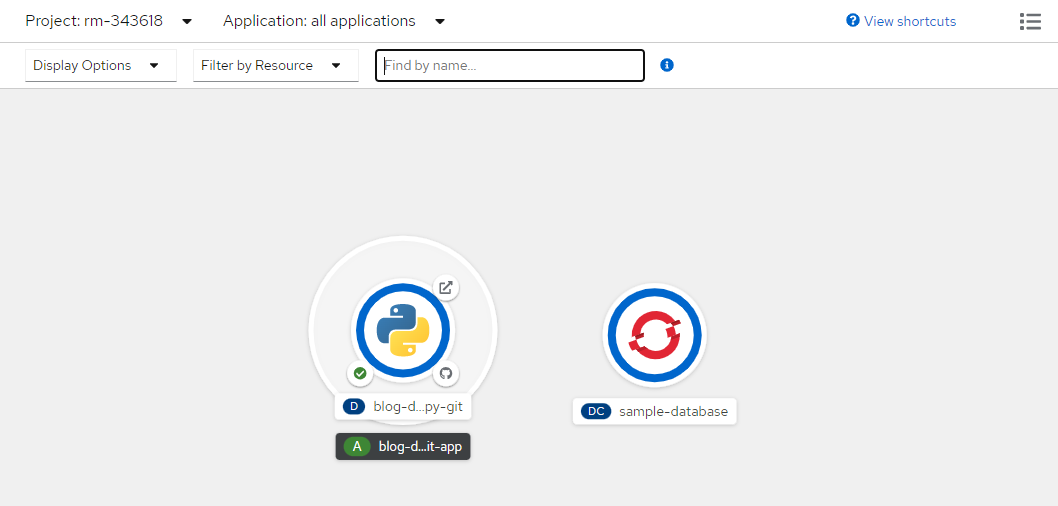 Project: rm-343618
Application: all applications
View shortcuts
Display Options
Filter by Resource
Find by name...
D blog-d...py-git
A blog-d...it-app
DC sample-database